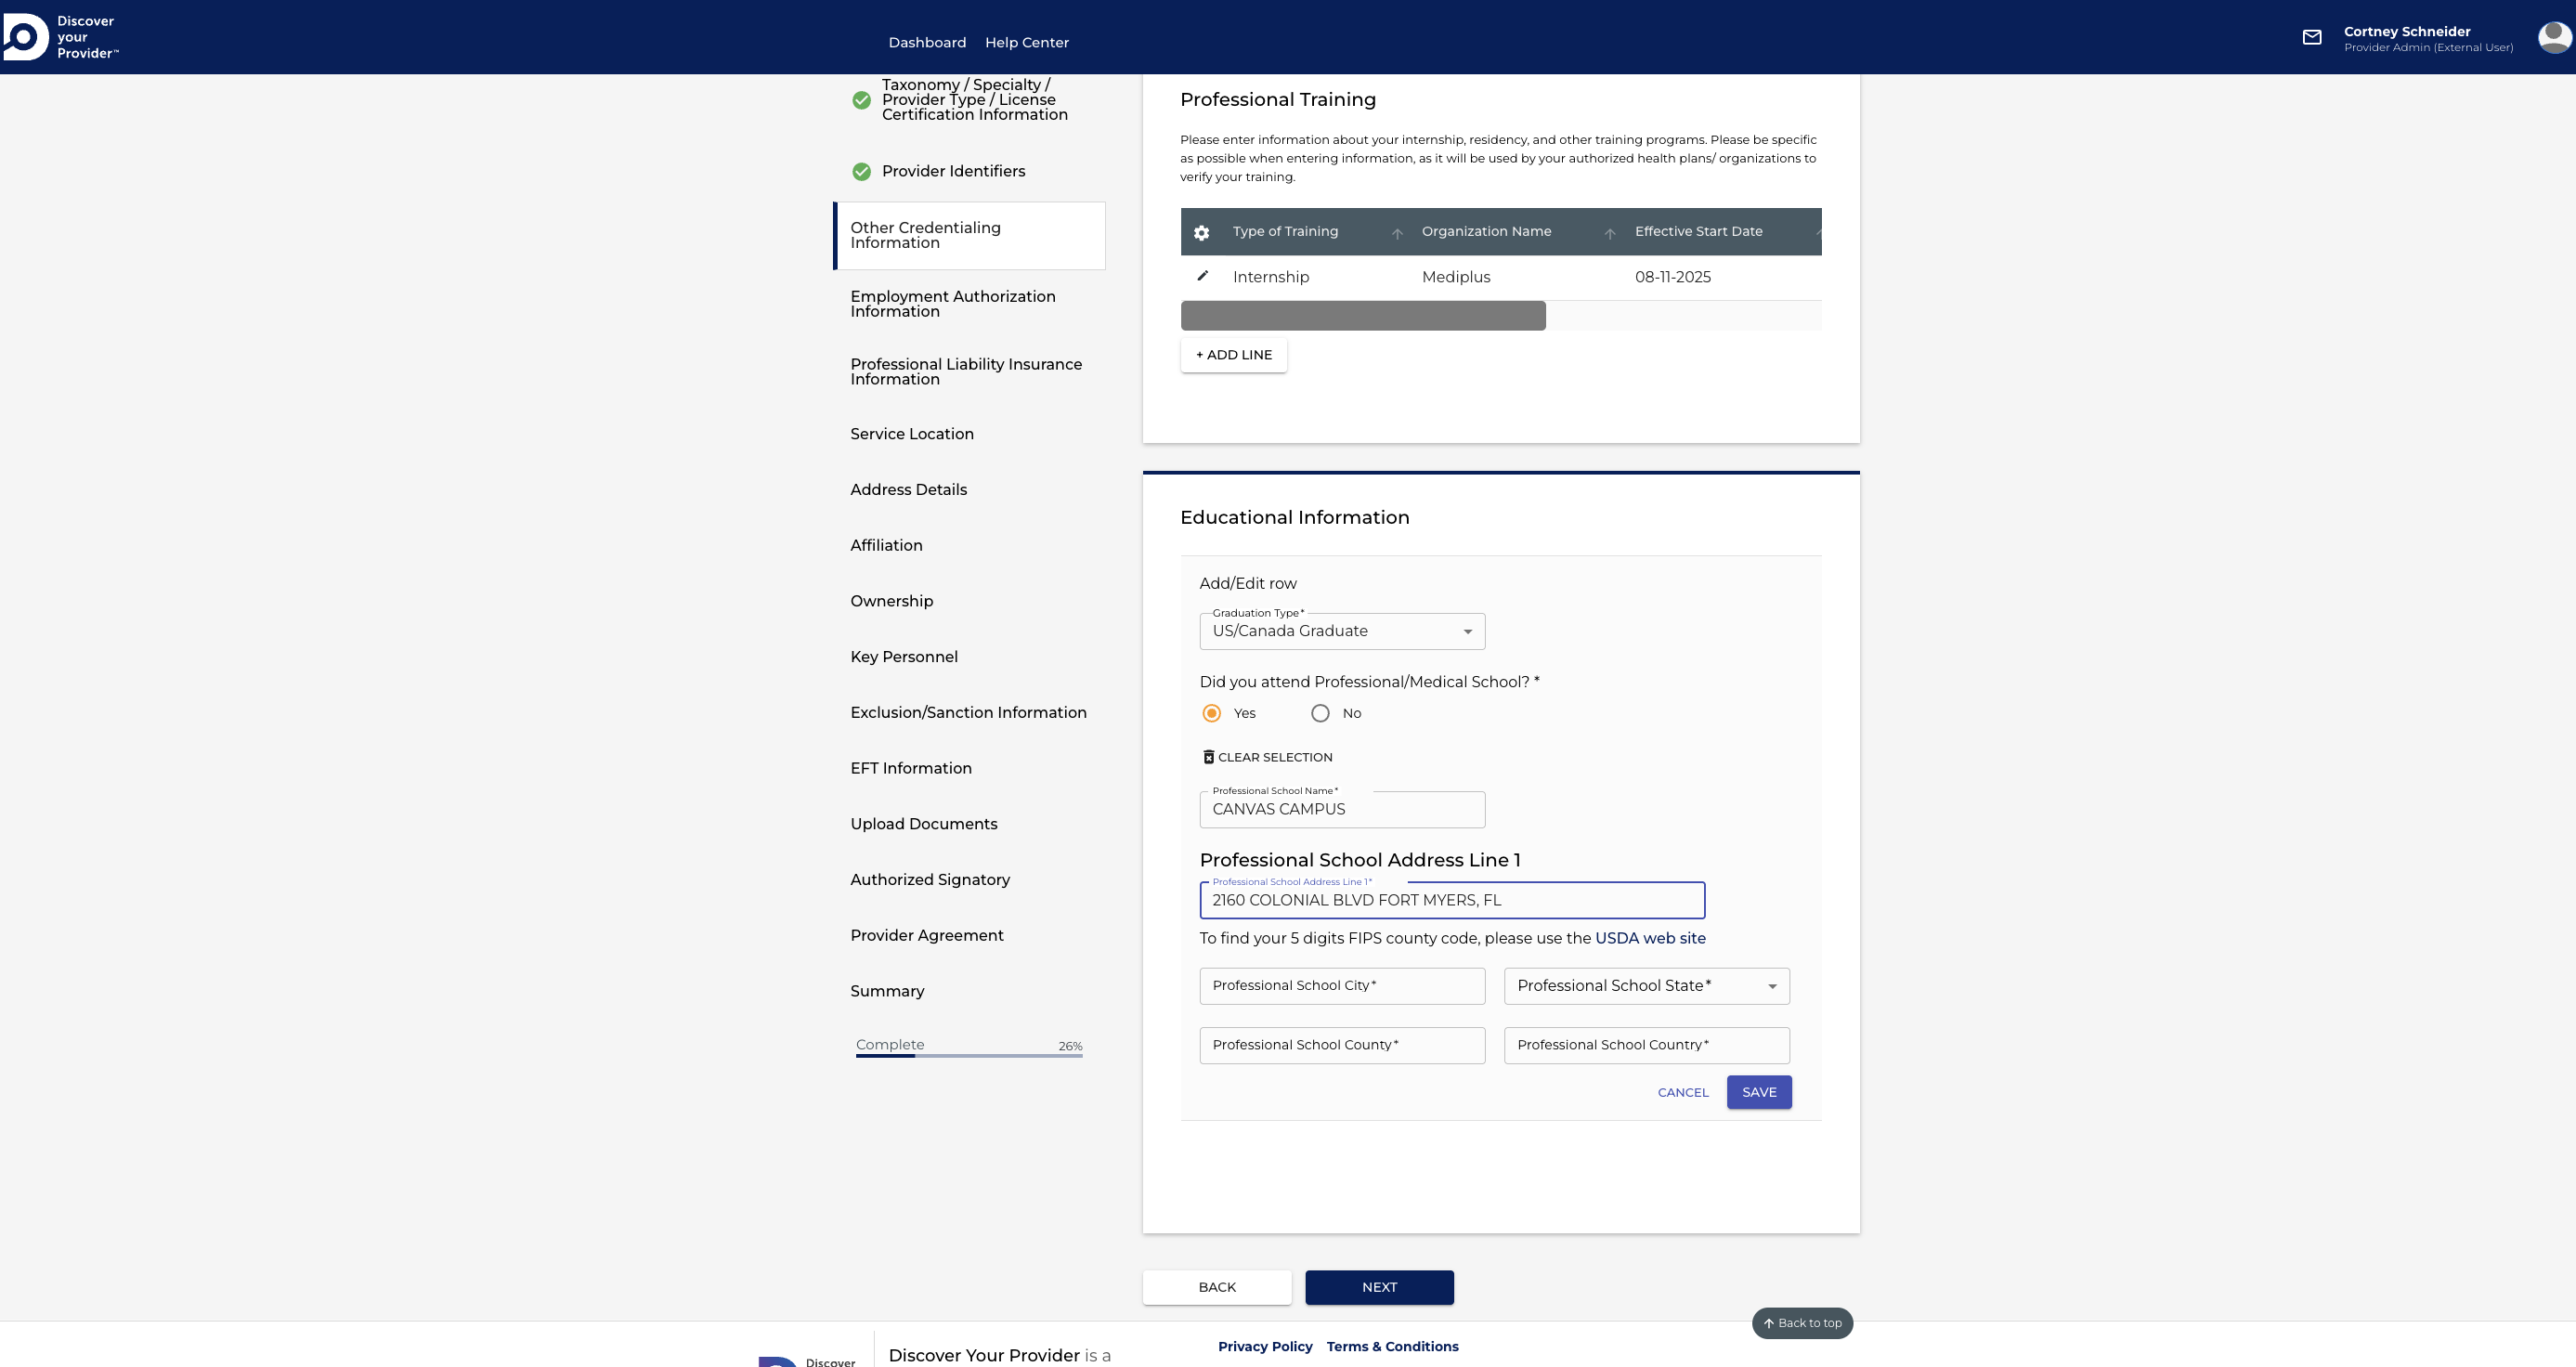 Discover
your
Provider™
Dashboard
Help Center
Cortney Schneider
Provider Admin (External User)
Taxonomy / Specialty /
Provider Type / License
Certification Information
Provider Identifiers
Other Credentialing
Information
Employment Authorization
Information
Professional Liability Insurance
Information
Service Location
Address Details
Affiliation
Ownership
Key Personnel
Exclusion/Sanction Information
EFT Information
Upload Documents
Authorized Signatory
Provider Agreement
Summary
Complete
26%
Professional Training
Please enter information about your internship, residency, and other training programs. Please be specific
as possible when entering information, as it will be used by your authorized health plans/ organizations to
verify your training.
Type of Training
Organization Name
Effective Start Date
Internship
Mediplus
08-11-2025
+ ADD LINE
Educational Information
Add/Edit row
Graduation Type*
US/Canada Graduate
Did you attend Professional/Medical School? *
Yes
No
CLEAR SELECTION
Professional School Name*
CANVAS CAMPUS
Professional School Address Line 1
Professional School Address Line 1*
2160 COLONIAL BLVD FORT MYERS, FL
To find your 5 digits FIPS county code, please use the USDA web site
Professional School City*
Professional School State*
Professional School County*
Professional School Country*
CANCEL
SAVE
BACK
NEXT
Back to top
Discover
Discover Your Provider is a
Privacy Policy
Terms & Conditions